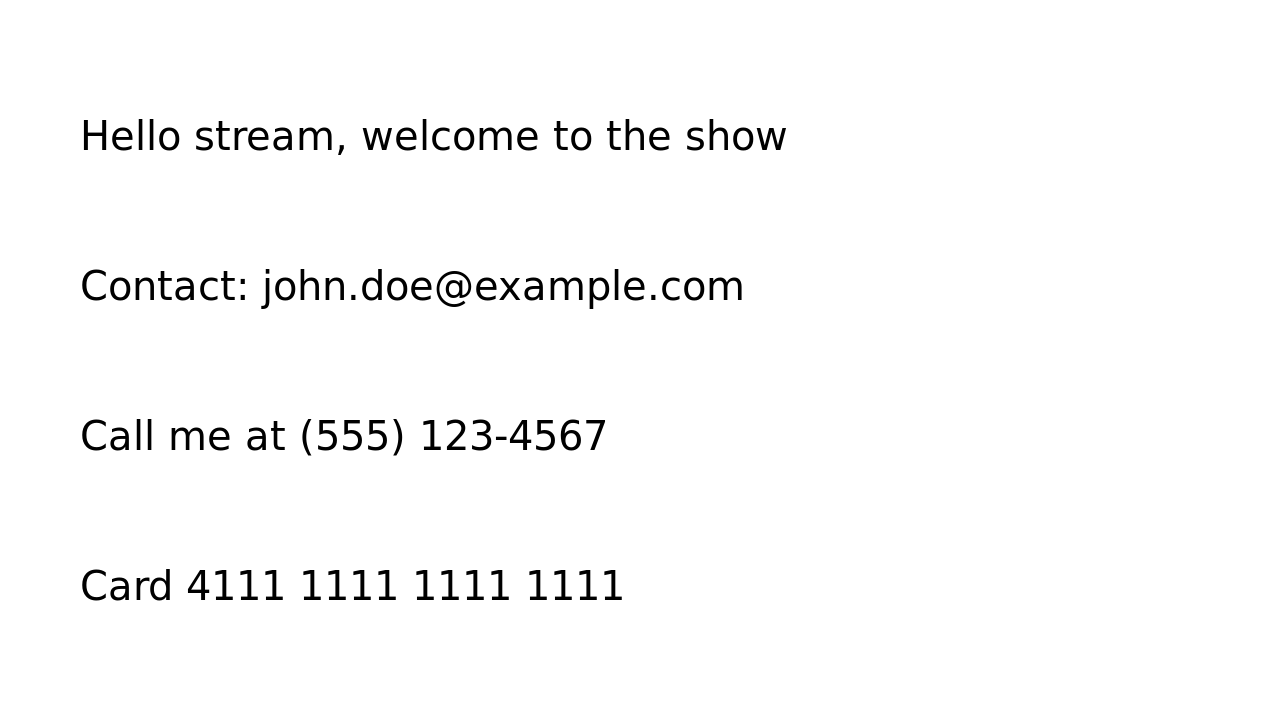 Hello stream, welcome to the show
Contact: john.doe@example.com
Call me at (555) 123-4567
Card 4111 1111 1111 1111